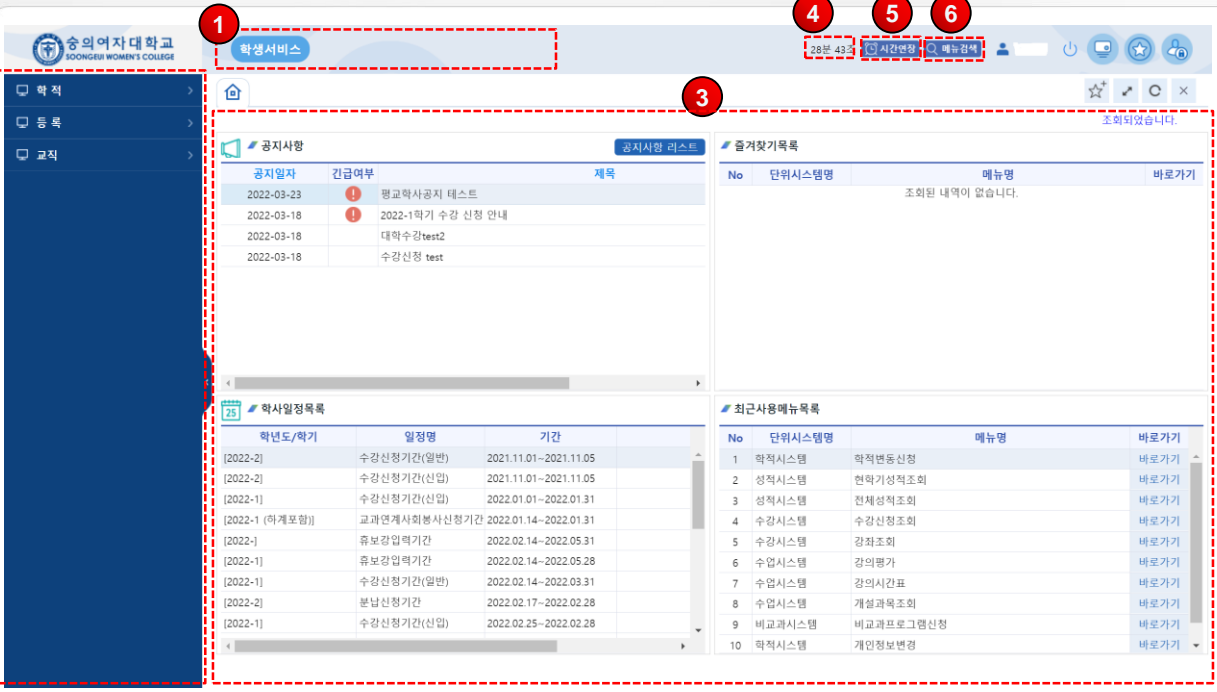 1
4
5
6
숭의여자대학교
SOONGEUI WOMEN'S COLLEGE
학생서비스
28분 43초
시간연장
메뉴검색
학적
등록
교직
3
조회되었습니다.
공지사항
공지사항 리스트
공지일자 긴급여부 제목
2022-03-23 평교학사공지 테스트
2022-03-18 2022-1학기 수강 신청 안내
2022-03-18 대학수강test2
2022-03-18 수강신청 test
즐겨찾기목록
No 단위시스템명 메뉴명 바로가기
조회된 내역이 없습니다.
25
학사일정목록
학년도/학기 일정명 기간
[2022-2] 수강신청기간(일반) 2021.11.01~2021.11.05
[2022-2] 수강신청기간(신입) 2021.11.01~2021.11.05
[2022-1] 수강신청기간(신입) 2022.01.01~2022.01.31
[2022-1 (하계포함)] 교과연계사회봉사신청기간 2022.01.14~2022.01.31
[2022-] 휴보강입력기간 2022.02.14~2022.05.31
[2022-1] 휴보강입력기간 2022.02.14~2022.05.28
[2022-1] 수강신청기간(일반) 2022.02.14~2022.03.31
[2022-2] 분납신청기간 2022.02.17~2022.02.28
[2022-1] 수강신청기간(신입) 2022.02.25~2022.02.28
최근사용메뉴목록
No 단위시스템명 메뉴명 바로가기
1 학적시스템 학적변동신청 바로가기
2 성적시스템 현학기성적조회 바로가기
3 성적시스템 전체성적조회 바로가기
4 수강시스템 수강신청조회 바로가기
5 수강시스템 강좌조회 바로가기
6 수업시스템 강의평가 바로가기
7 수업시스템 강의시간표 바로가기
8 수업시스템 개설과목조회 바로가기
9 비교과시스템 비교과프로그램신청 바로가기
10 학적시스템 개인정보변경 바로가기